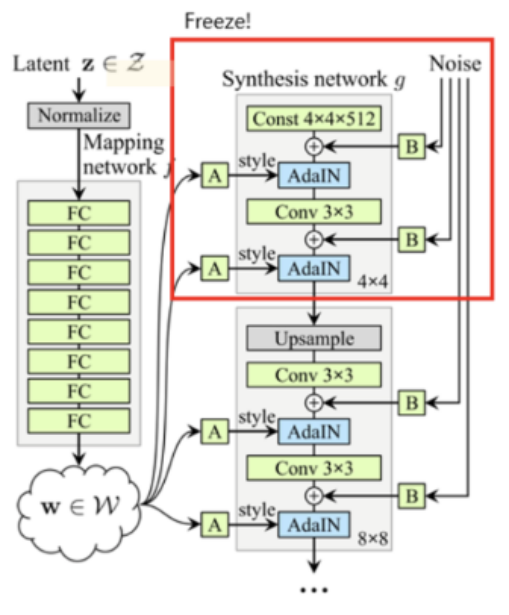 Freeze!
Latent z ∈ Z
Normalize
Mapping
network f
FC
FC
FC
FC
FC
FC
FC
FC
w ∈ W
Synthesis network g
Noise
Const 4×4×512
B
A
style
AdaIN
Conv 3×3
B
A
style
AdaIN
4×4
Upsample
Conv 3×3
B
A
style
AdaIN
Conv 3×3
B
A
style
AdaIN
8×8
...